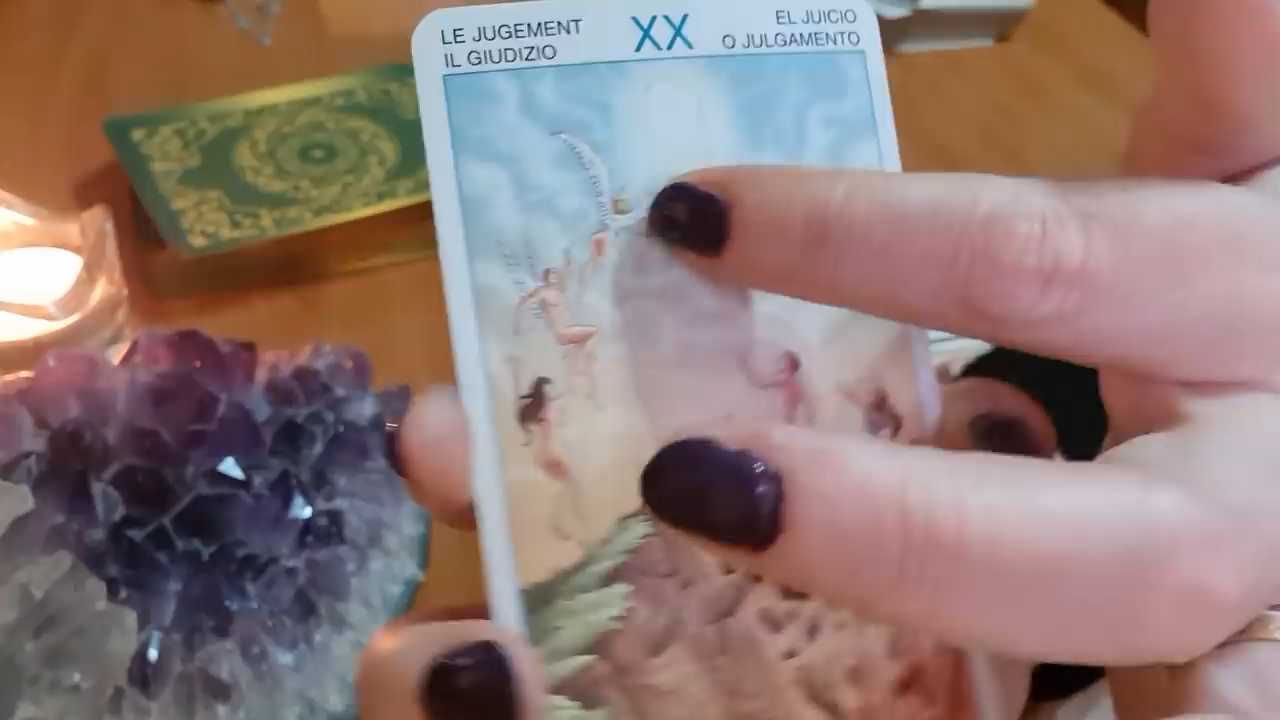 LE JUGEMENT
IL GIUDIZIO
XX
EL JUICIO
O JULGAMENTO